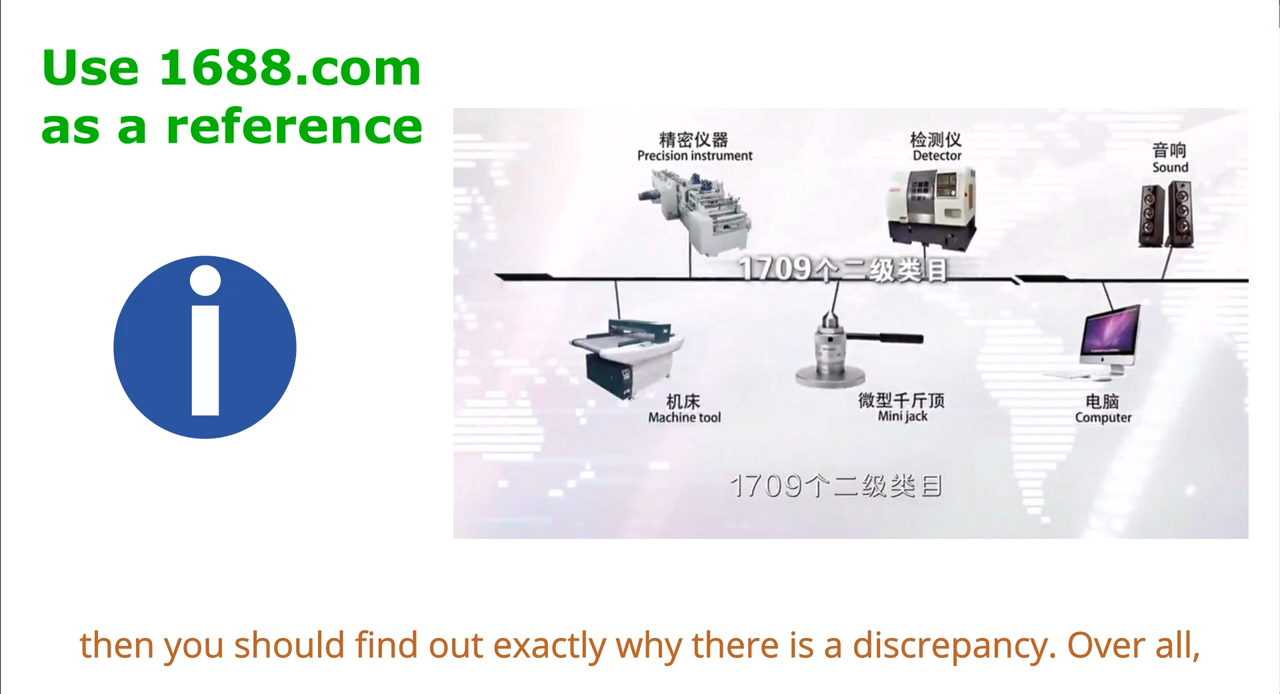 Use 1688.com
as a reference
精密仪器
Precision instrument
检测仪
Detector
音响
Sound
1709个二级类目
机床
Machine tool
微型千斤顶
Mini jack
电脑
Computer
1709个二级类目
then you should find out exactly why there is a discrepancy. Over all,